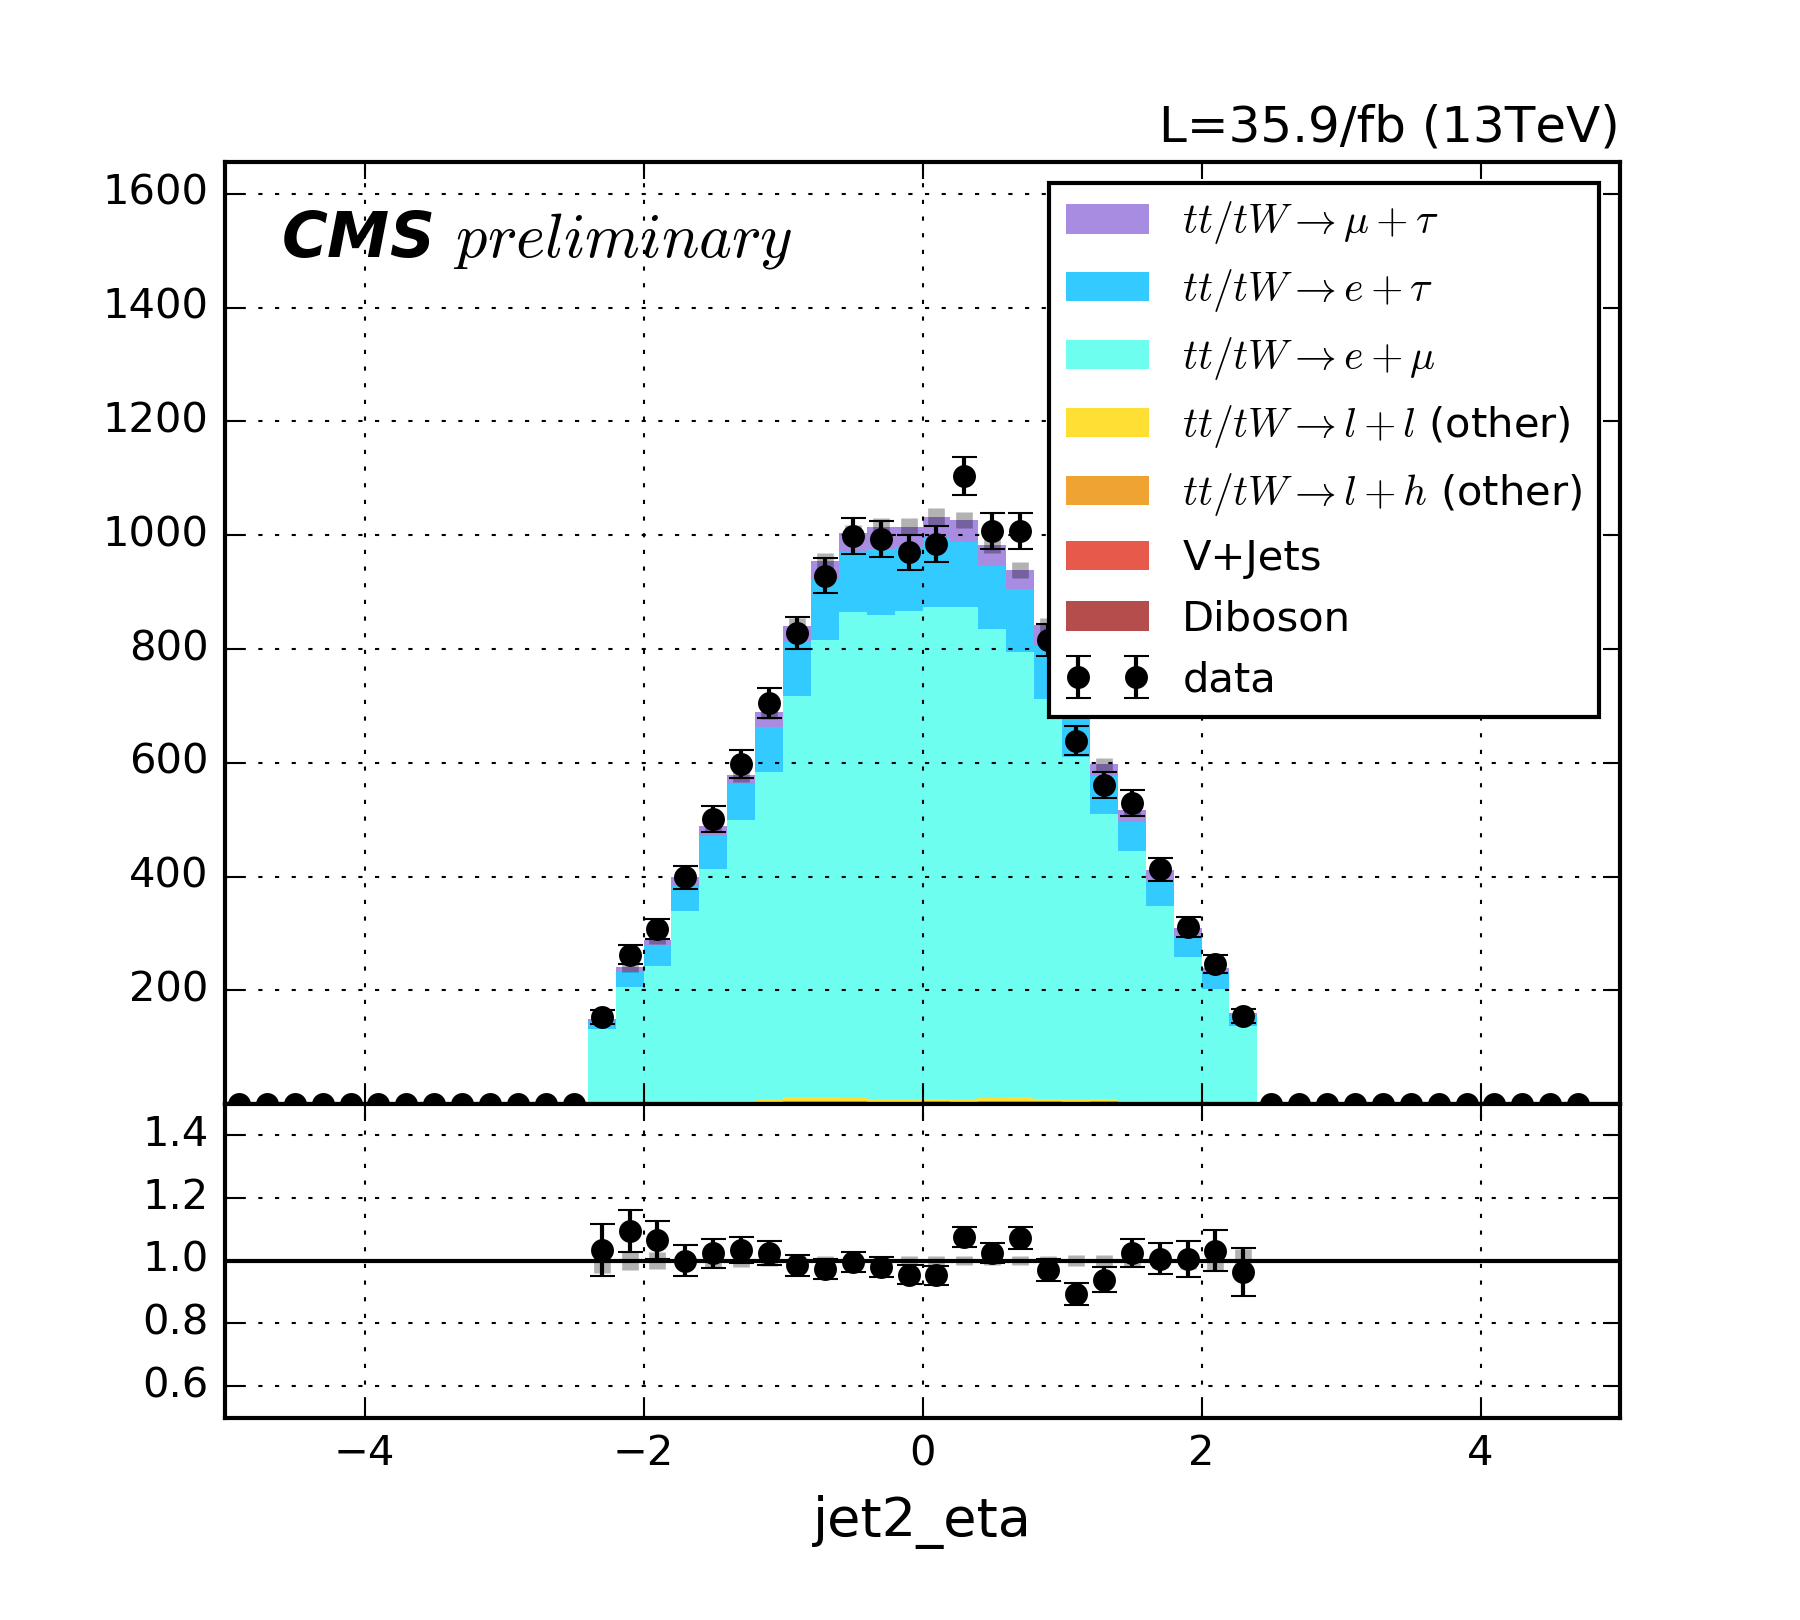 L=35.9/fb (13TeV)
CMS preliminary
1600
1400
1200
1000
800
600
400
200
tt/tW→μ+τ
tt/tW→e+τ
tt/tW→e+μ
tt/tW→l+l (other)
tt/tW→l+h (other)
V+Jets
Diboson
data
1.4
1.2
1.0
0.8
0.6
−4 −2 0 2 4
jet2_eta